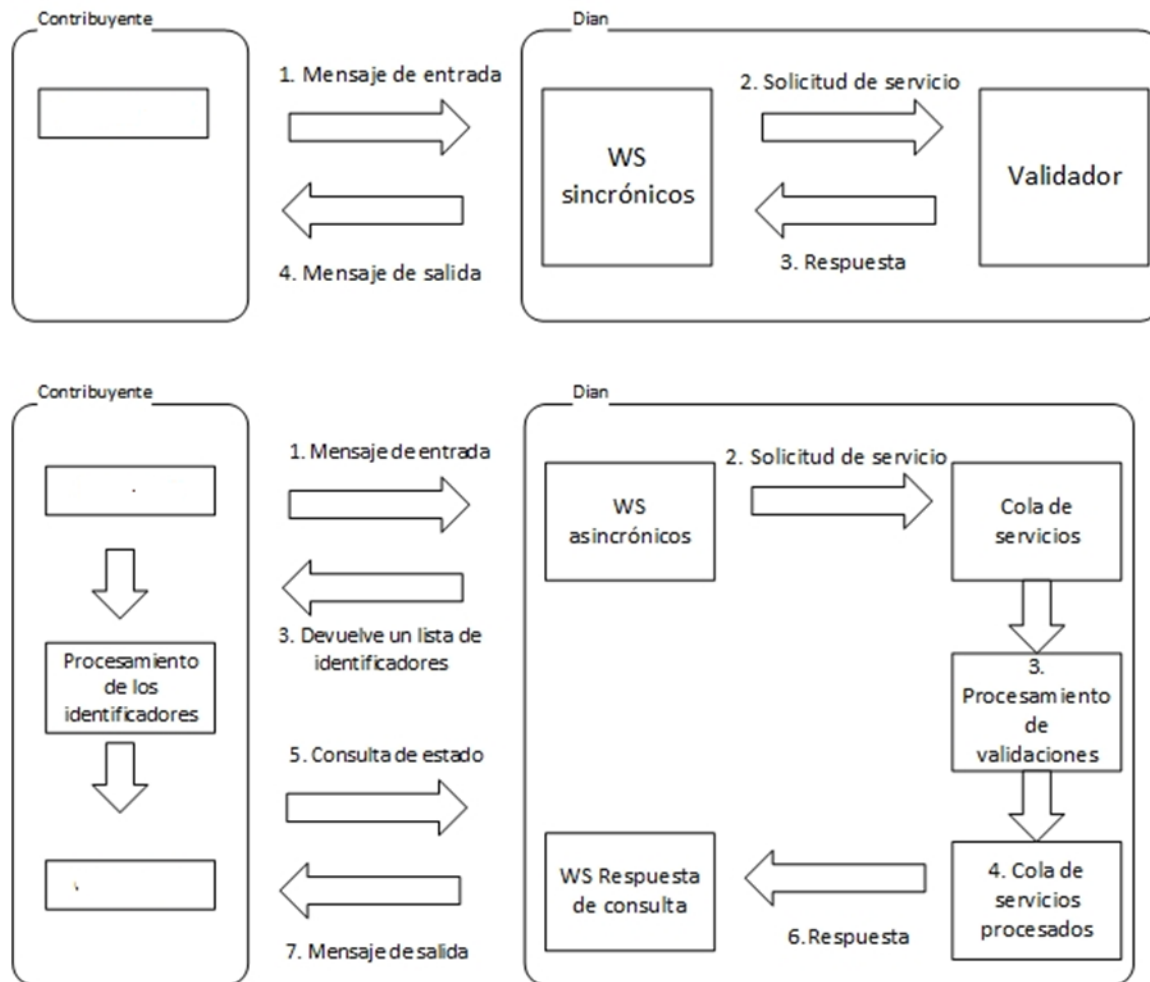 Contribuyente
Dian
1. Mensaje de entrada
2. Solicitud de servicio
WS
sincrónicos
Validador
4. Mensaje de salida
3. Respuesta
Contribuyente
Dian
1. Mensaje de entrada
2. Solicitud de servicio
WS
asincrónicos
Cola de
servicios
3. Devuelve un lista de
identificadores
Procesamiento
de los
identificadores
3.
Procesamiento
de
validaciones
5. Consulta de estado
WS Respuesta
de consulta
4. Cola de
servicios
procesados
6.Respuesta
7. Mensaje de salida